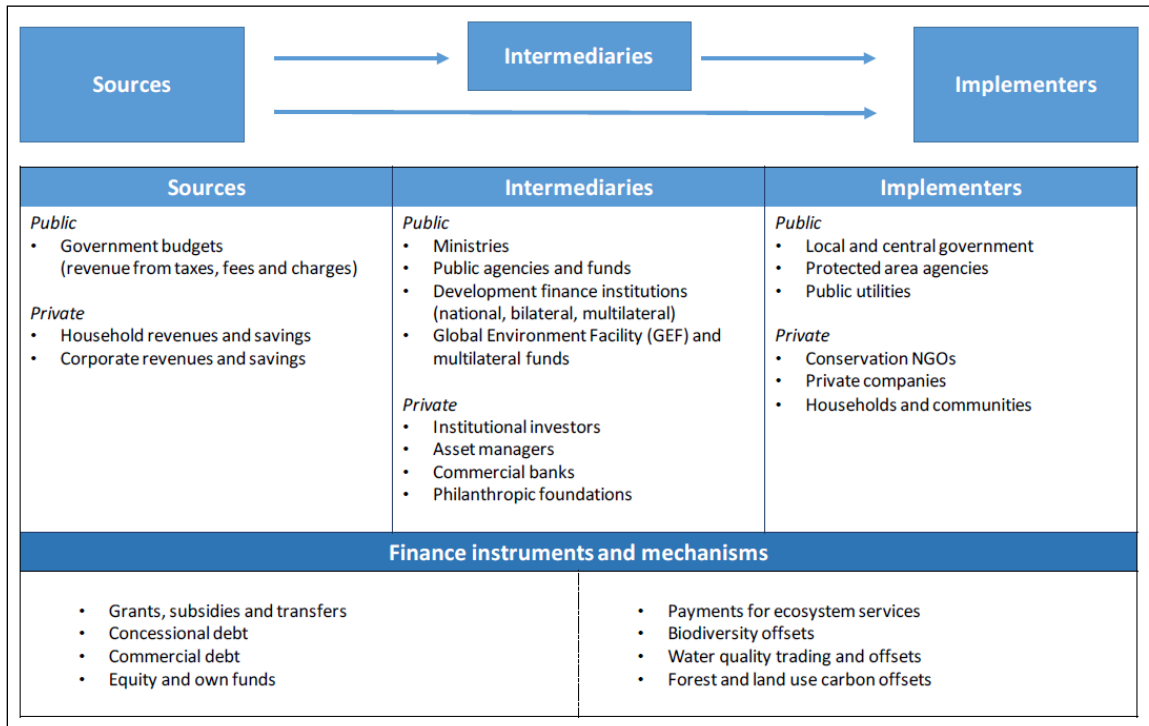 Sources
Intermediaries
Implementers
Sources
Public
• Government budgets
(revenue from taxes, fees and charges)
Private
• Household revenues and savings
• Corporate revenues and savings
Intermediaries
Public
• Ministries
• Public agencies and funds
• Development finance institutions
(national, bilateral, multilateral)
• Global Environment Facility (GEF) and
multilateral funds
Private
• Institutional investors
• Asset managers
• Commercial banks
• Philanthropic foundations
Implementers
Public
• Local and central government
• Protected area agencies
• Public utilities
Private
• Conservation NGOs
• Private companies
• Households and communities
Finance instruments and mechanisms
• Grants, subsidies and transfers
• Concessional debt
• Commercial debt
• Equity and own funds
• Payments for ecosystem services
• Biodiversity offsets
• Water quality trading and offsets
• Forest and land use carbon offsets